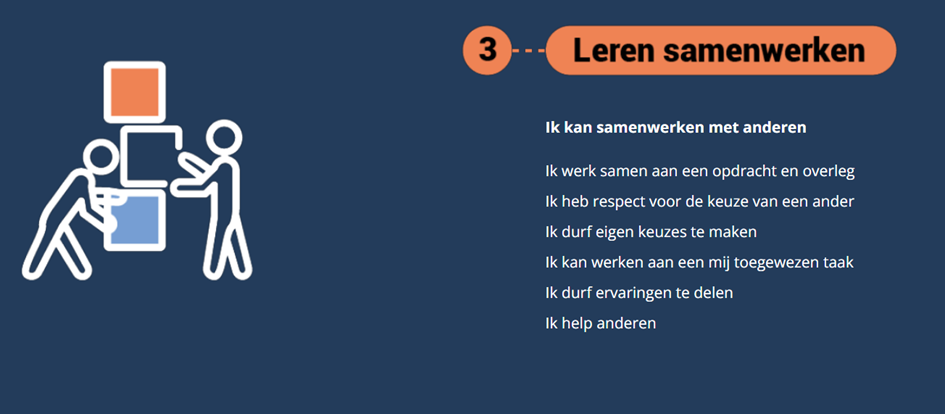 3 Leren samenwerken
Ik kan samenwerken met anderen
Ik werk samen aan een opdracht en overleg
Ik heb respect voor de keuze van een ander
Ik durf eigen keuzes te maken
Ik kan werken aan een mij toegewezen taak
Ik durf ervaringen te delen
Ik help anderen